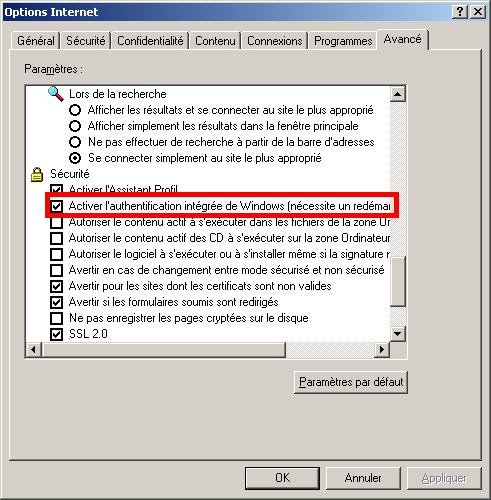 Options Internet
Général Sécurité Confidentialité Contenu Connexions Programmes Avancé
Paramètres :
Lors de la recherche
Afficher les résultats et se connecter au site le plus approprié
Afficher simplement les résultats dans la fenêtre principale
Ne pas effectuer de recherche à partir de la barre d'adresses
Se connecter simplement au site le plus approprié
Sécurité
Activer l'Assistant Profil
Activer l'authentification intégrée de Windows (nécessite un redémar
Autoriser le contenu actif à s'exécuter dans les fichiers de la zone Or
Autoriser le contenu actif des CD à s'exécuter sur la zone Ordinateur
Autoriser le logiciel à s'exécuter ou à s'installer même si la signature r
Avertir en cas de changement entre mode sécurisé et non sécurisé
Avertir pour les sites dont les certificats sont non valides
Avertir si les formulaires soumis sont redirigés
Ne pas enregistrer les pages cryptées sur le disque
SSL 2.0
Paramètres par défaut
OK Annuler Appliquer